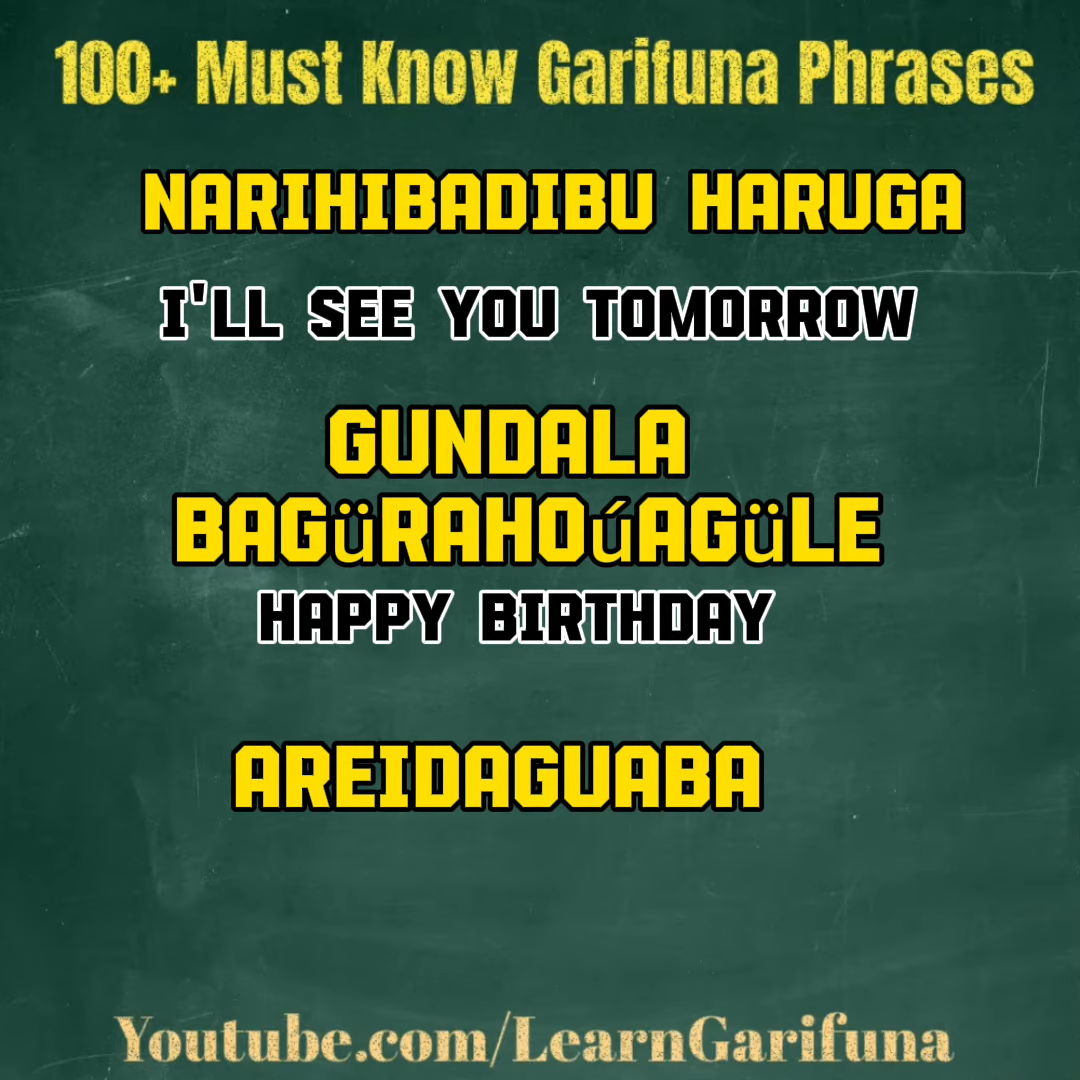 100+ Must Know Garifuna Phrases
NARIHIBADIBU HARUGA
I'LL SEE YOU TOMORROW
GUNDALA
BAGüRAHOúAGüLE
HAPPY BIRTHDAY
AREIDAGUABA
Youtube.com/LearnGarifuna